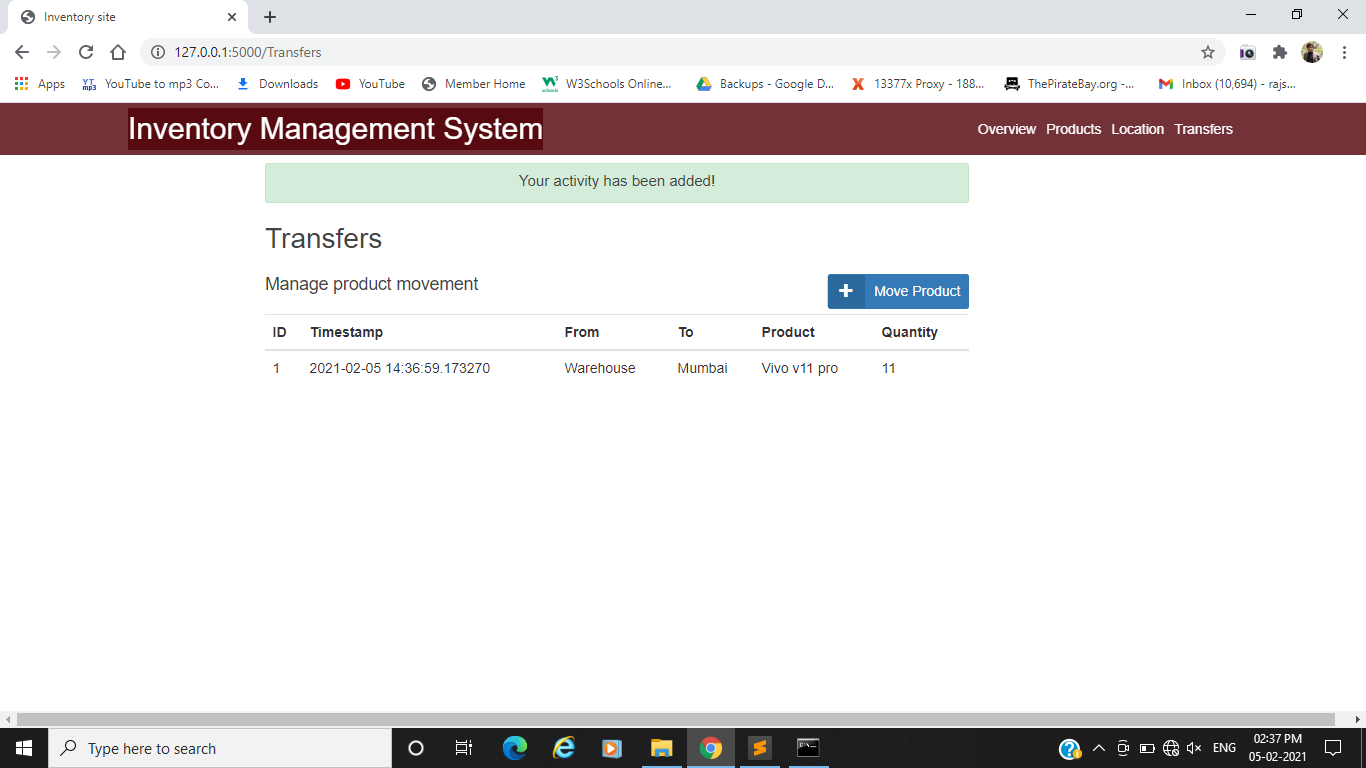 Inventory site
127.0.0.1:5000/Transfers
Apps YT mp3 YouTube to mp3 Co... Downloads YouTube Member Home W3 schools W3Schools Online... Backups - Google D... X 13377x Proxy - 188... ThePirateBay.org -... Inbox (10,694) - rajs...
Inventory Management System Overview Products Location Transfers
Your activity has been added!
Transfers
Manage product movement + Move Product
ID Timestamp From To Product Quantity
1 2021-02-05 14:36:59.173270 Warehouse Mumbai Vivo v11 pro 11
Type here to search ENG 02:37 PM
05-02-2021